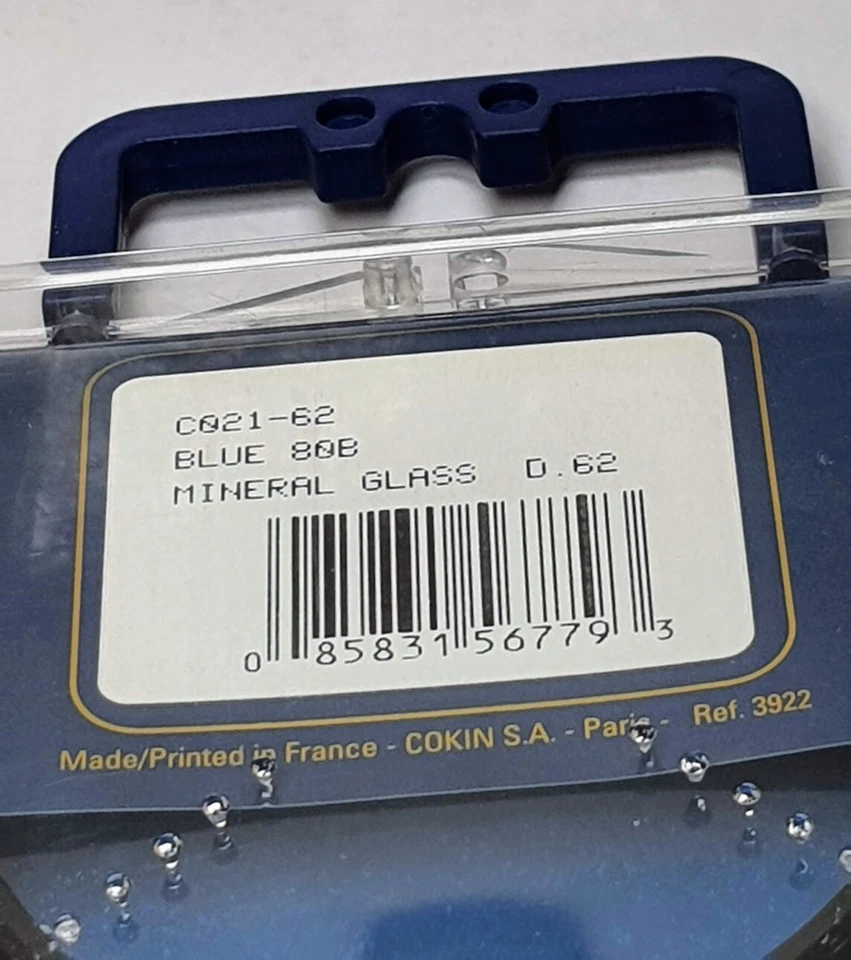 C021-62
BLUE 80B
MINERAL GLASS D.62
0 85831 56779 3
Made/Printed in France - COKIN S.A. - Paris - Ref. 3922